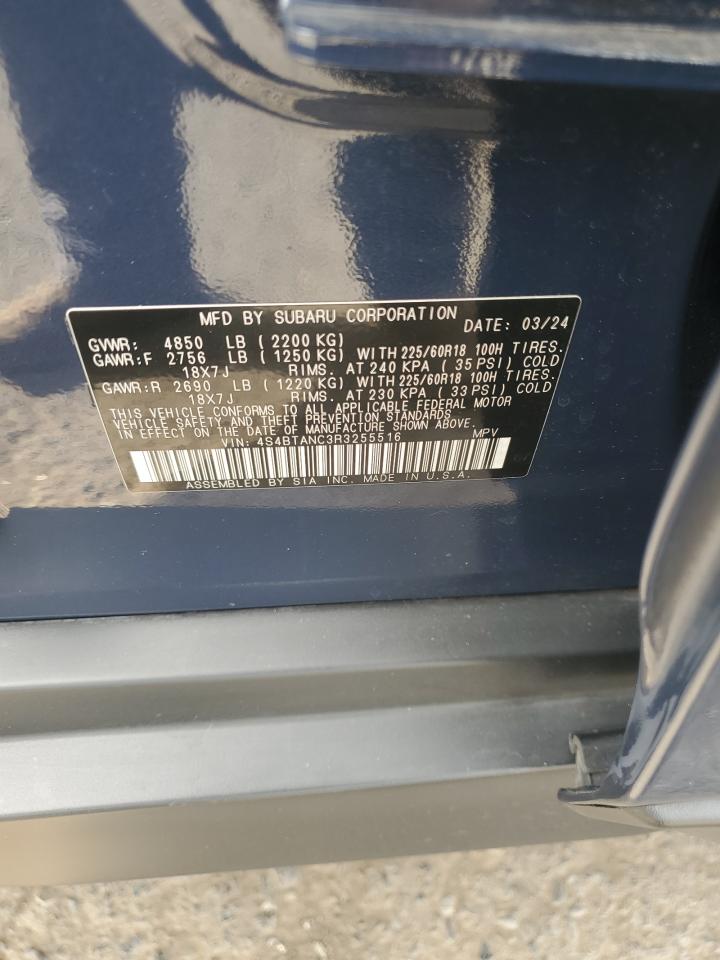 MFD BY SUBARU CORPORATION DATE: 03/24
GVWR: 4850 LB (2200 KG)
GAWR:F 2756 LB (1250 KG) WITH 225/60R18 100H TIRES.
18X7J RIMS. AT 240 KPA (35 PSI) COLD
GAWR:R 2690 LB (1220 KG) WITH 225/60R18 100H TIRES.
18X7J RIMS. AT 230 KPA (33 PSI) COLD
THIS VEHICLE CONFORMS TO ALL APPLICABLE FEDERAL MOTOR
VEHICLE SAFETY AND THEFT PREVENTION STANDARDS
IN EFFECT ON THE DATE OF MANUFACTURE SHOWN ABOVE.
VIN: 4S4BTANC3R3255516 MPV
ASSEMBLED BY SIA INC. MADE IN U.S.A.